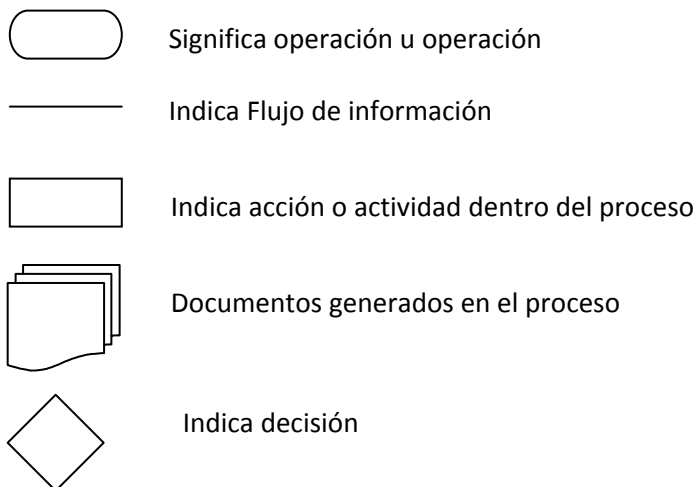 Significa operación u operación
Indica Flujo de información
Indica acción o actividad dentro del proceso
Documentos generados en el proceso
Indica decisión